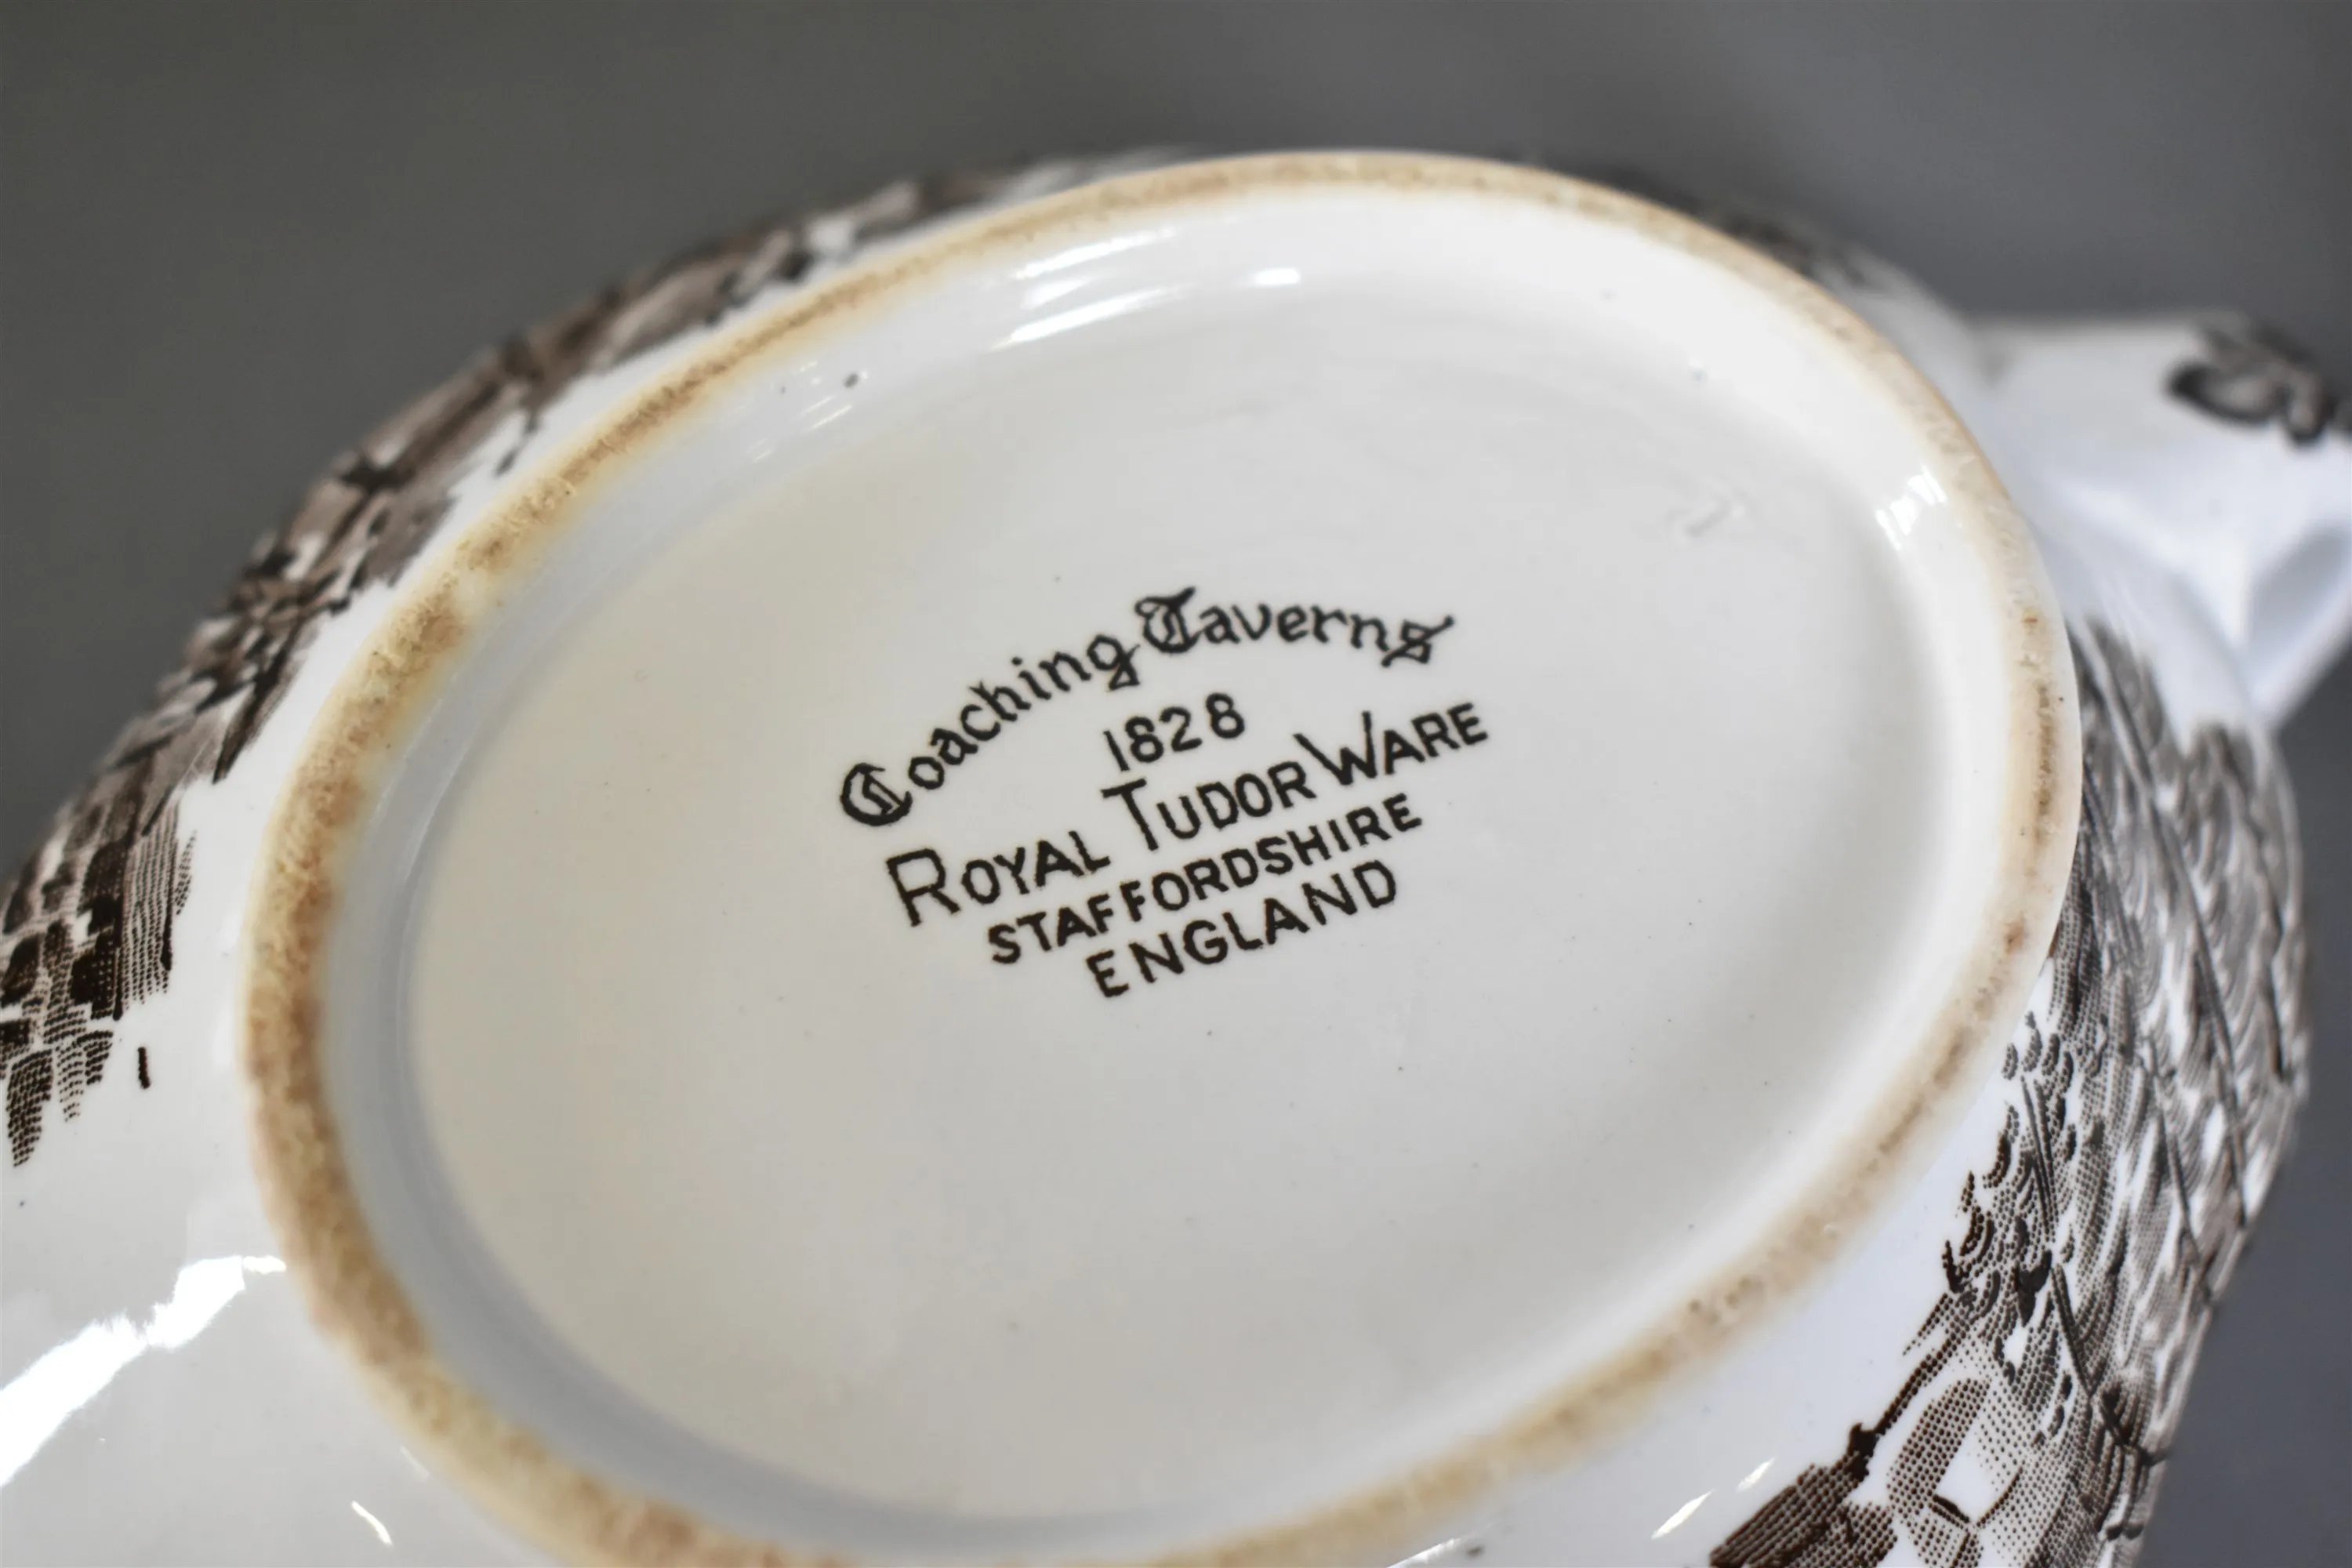 Coaching Taverns
1828
ROYAL TUDOR WARE
STAFFORDSHIRE
ENGLAND